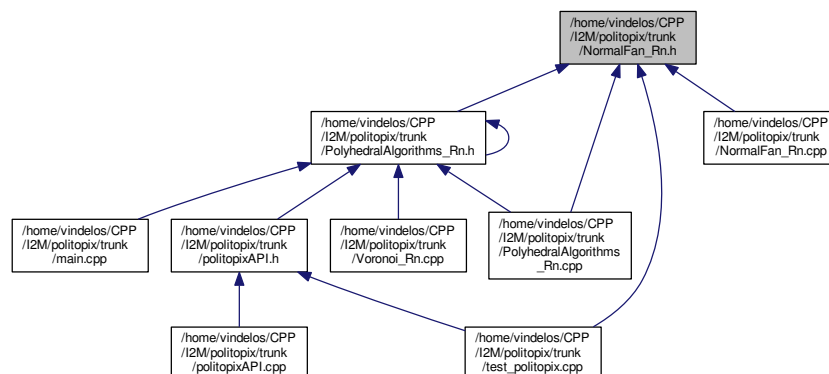 /home/vindelos/CPP
/I2M/politopix/trunk
/NormalFan_Rn.h
/home/vindelos/CPP
/I2M/politopix/trunk
/PolyhedralAlgorithms_Rn.h
/home/vindelos/CPP
/I2M/politopix/trunk
/NormalFan_Rn.cpp
/home/vindelos/CPP
/I2M/politopix/trunk
/main.cpp
/home/vindelos/CPP
/I2M/politopix/trunk
/politopixAPI.h
/home/vindelos/CPP
/I2M/politopix/trunk
/Voronoi_Rn.cpp
/home/vindelos/CPP
/I2M/politopix/trunk
/PolyhedralAlgorithms
_Rn.cpp
/home/vindelos/CPP
/I2M/politopix/trunk
/politopixAPI.cpp
/home/vindelos/CPP
/I2M/politopix/trunk
/test_politopix.cpp